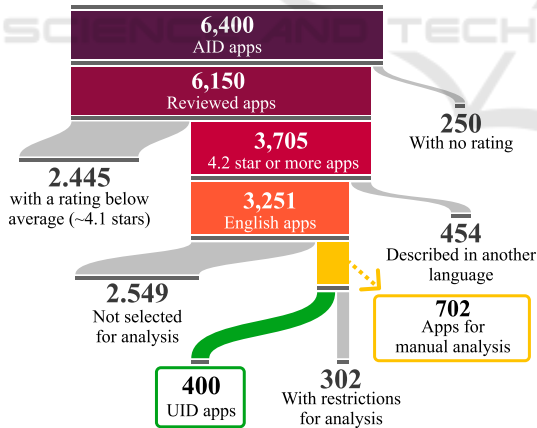 SCIENCE AND TECH
6,400
AID apps
6,150
Reviewed apps
250
With no rating
3,705
4.2 star or more apps
2.445
with a rating below
average (~4.1 stars)
3,251
English apps
454
Described in another
language
2.549
Not selected
for analysis
702
Apps for
manual analysis
400
UID apps
302
With restrictions
for analysis